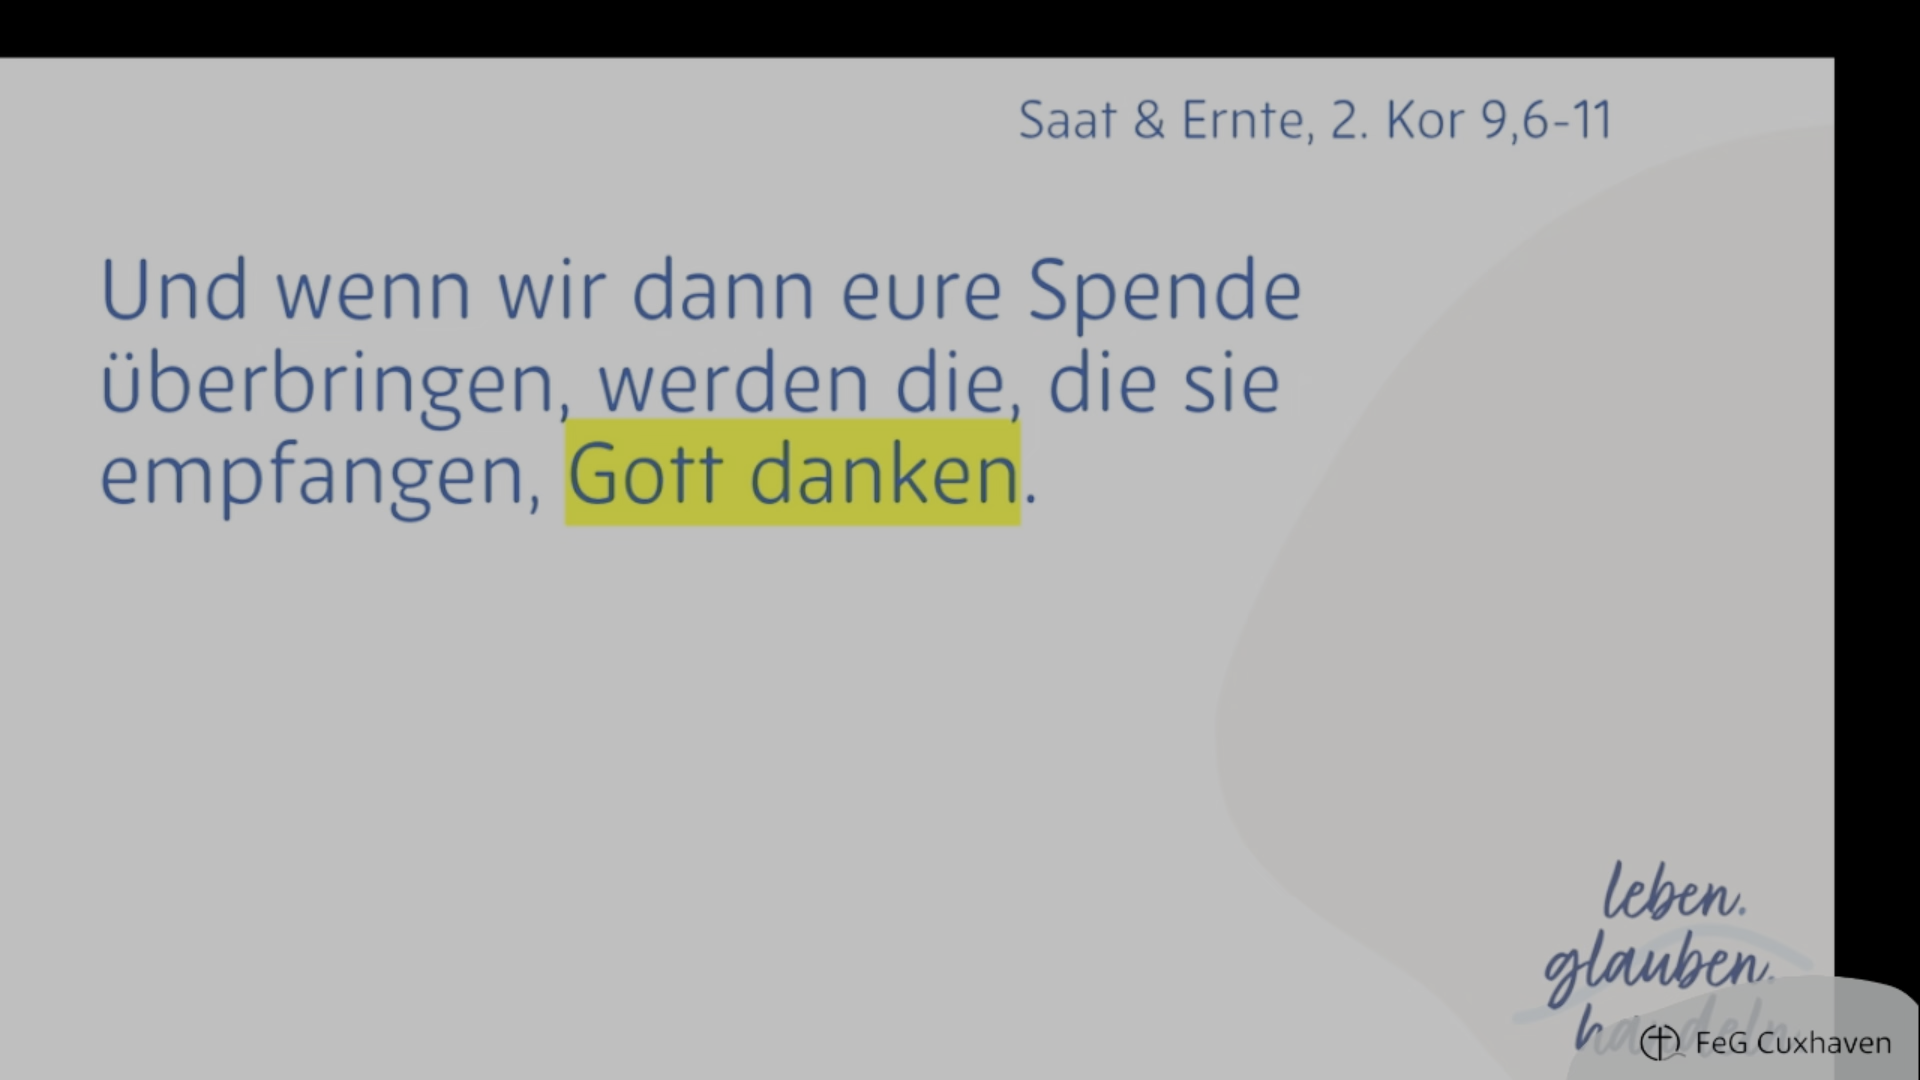 Saat & Ernte, 2. Kor 9,6-11
Und wenn wir dann eure Spende
überbringen, werden die, die sie
empfangen, Gott danken.
leben.
glauben.
handeln.
FeG Cuxhaven